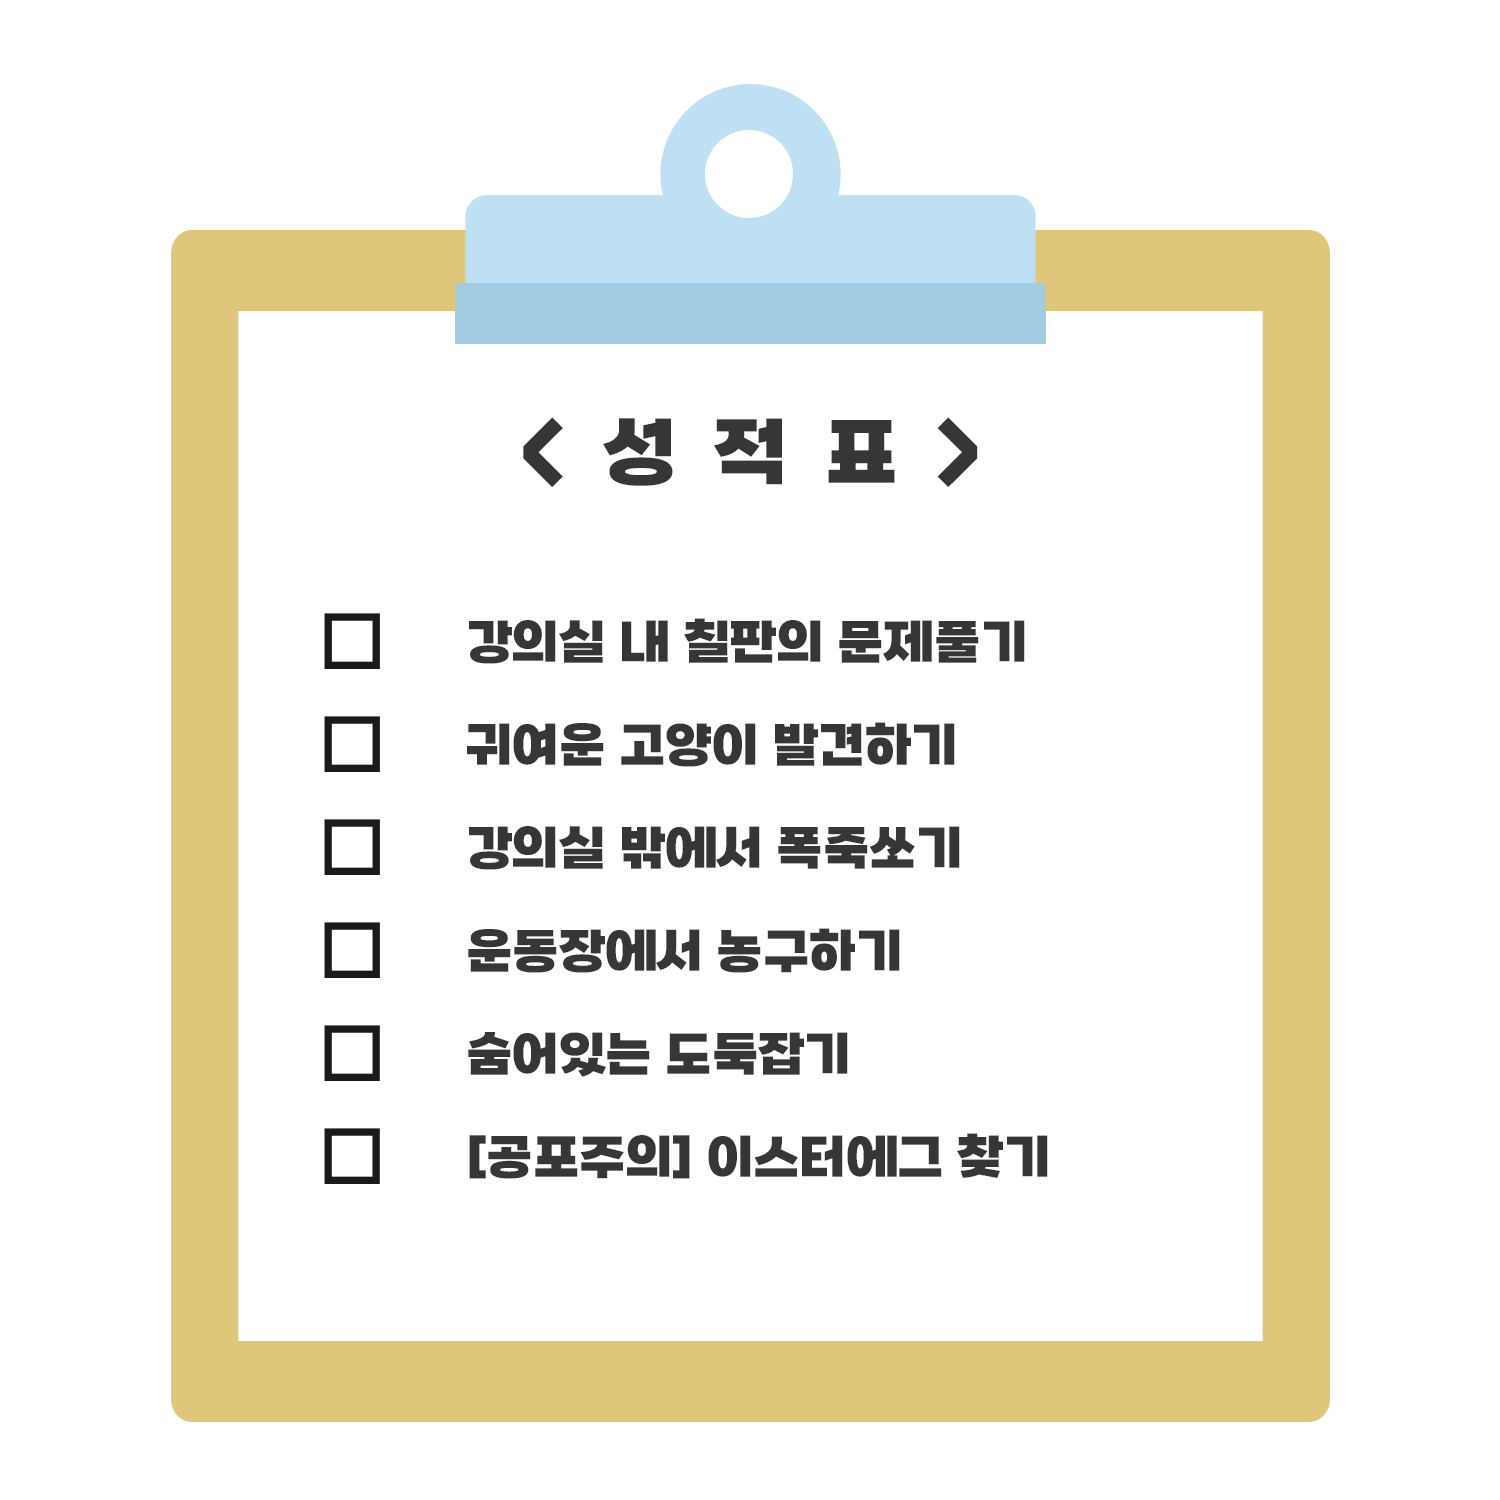 < 성 적 표 >
강의실 내 칠판의 문제풀기
귀여운 고양이 발견하기
강의실 밖에서 폭죽쏘기
운동장에서 농구하기
숨어있는 도둑잡기
[공포주의] 이스터에그 찾기